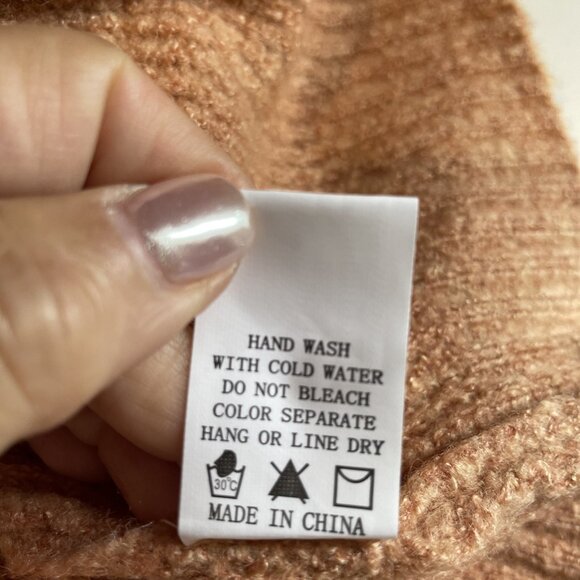 HAND WASH
WITH COLD WATER
DO NOT BLEACH
COLOR SEPARATE
HANG OR LINE DRY
30°C
MADE IN CHINA